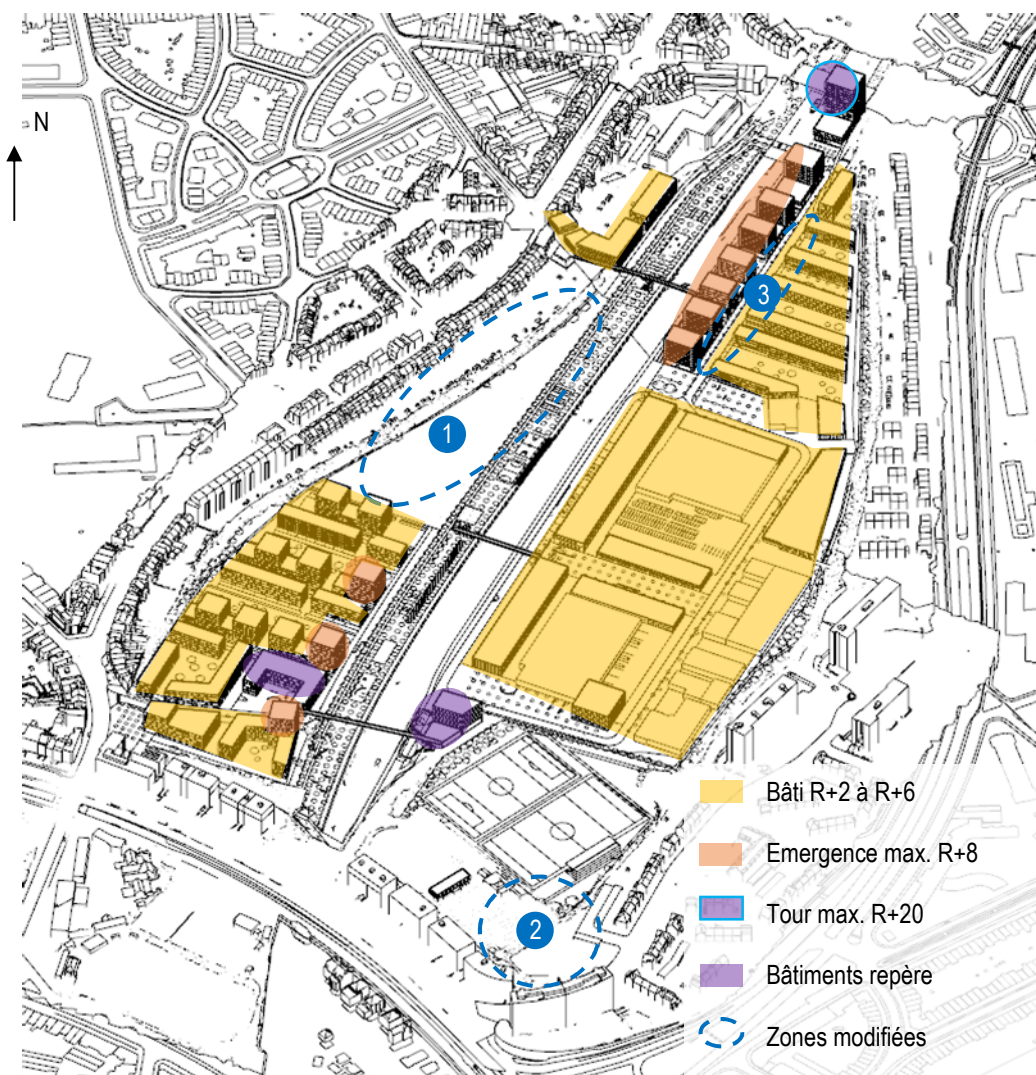 N
3
1
2
Bâti R+2 à R+6
Emergence max. R+8
Tour max. R+20
Bâtiments repère
Zones modifiées